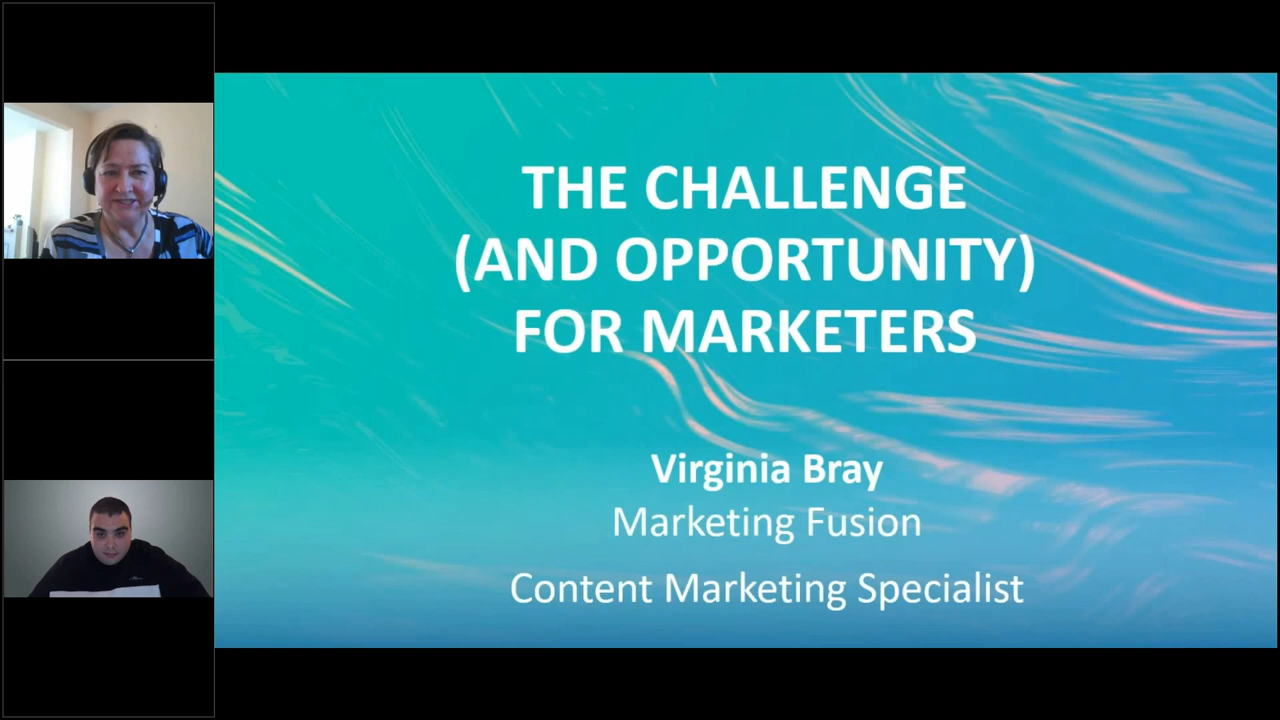 THE CHALLENGE
(AND OPPORTUNITY)
FOR MARKETERS
Virginia Bray
Marketing Fusion
Content Marketing Specialist